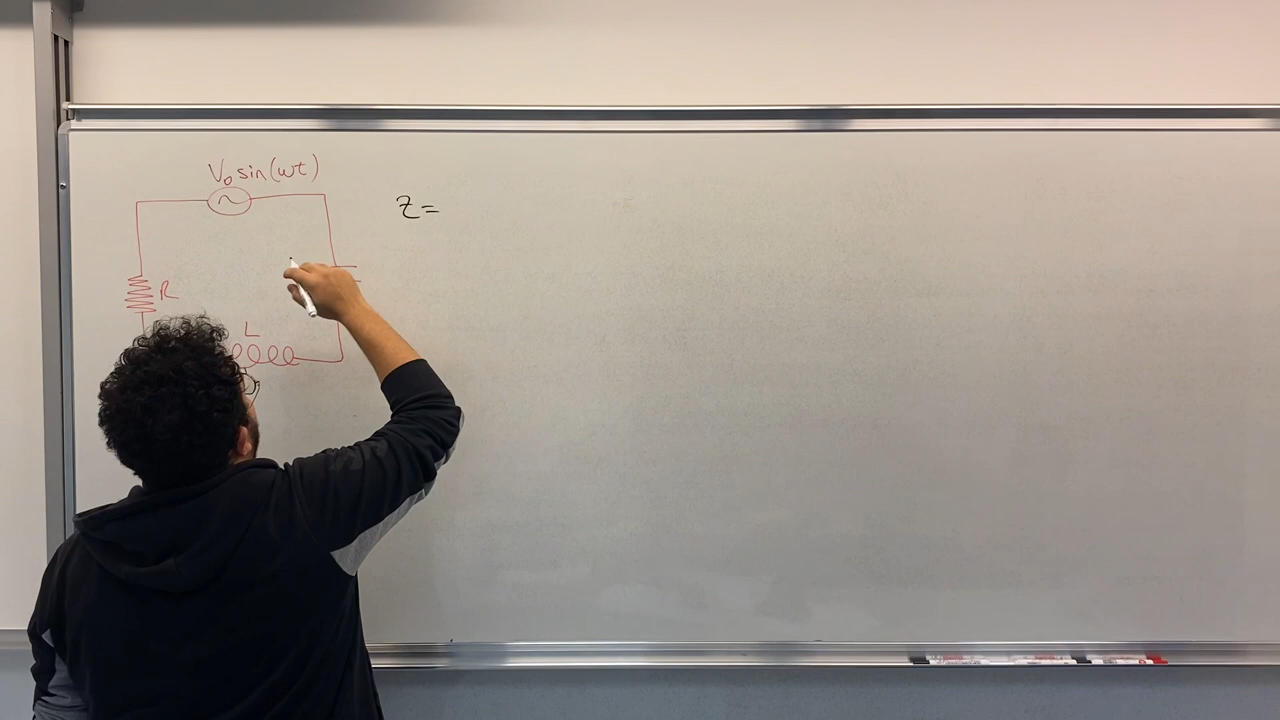 V₀ sin(ωt)
Z =
R
L